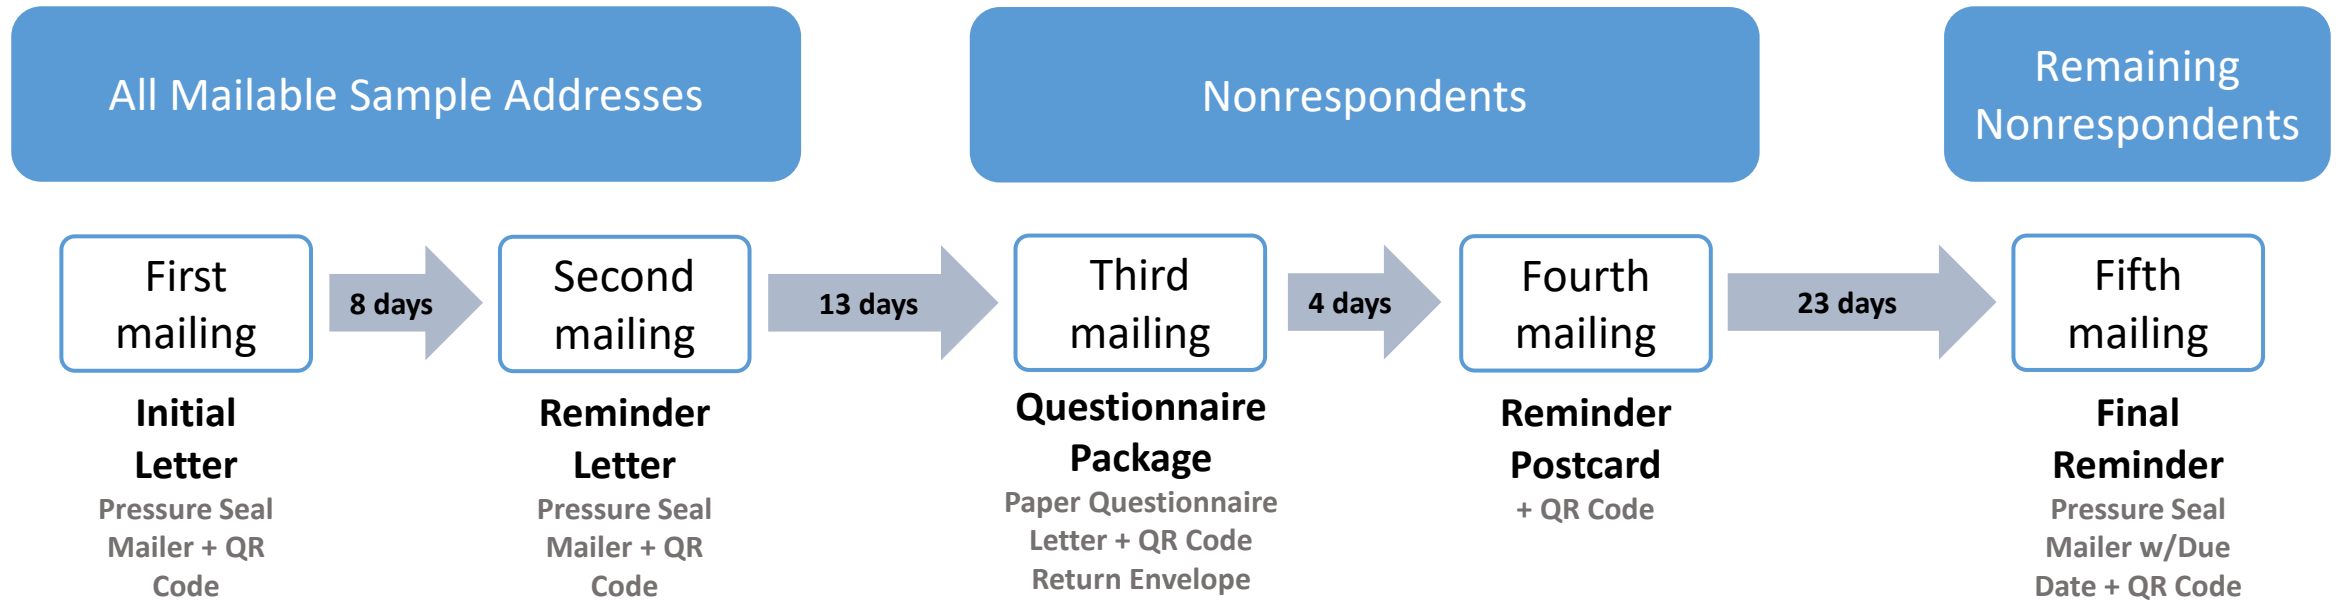 All Mailable Sample Addresses
Nonrespondents
Remaining
Nonrespondents
First
mailing
8 days
Second
mailing
13 days
Third
mailing
4 days
Fourth
mailing
23 days
Fifth
mailing
Initial
Letter
Pressure Seal
Mailer + QR
Code
Reminder
Letter
Pressure Seal
Mailer + QR
Code
Questionnaire
Package
Paper Questionnaire
Letter + QR Code
Return Envelope
Reminder
Postcard
+ QR Code
Final
Reminder
Pressure Seal
Mailer w/Due
Date + QR Code